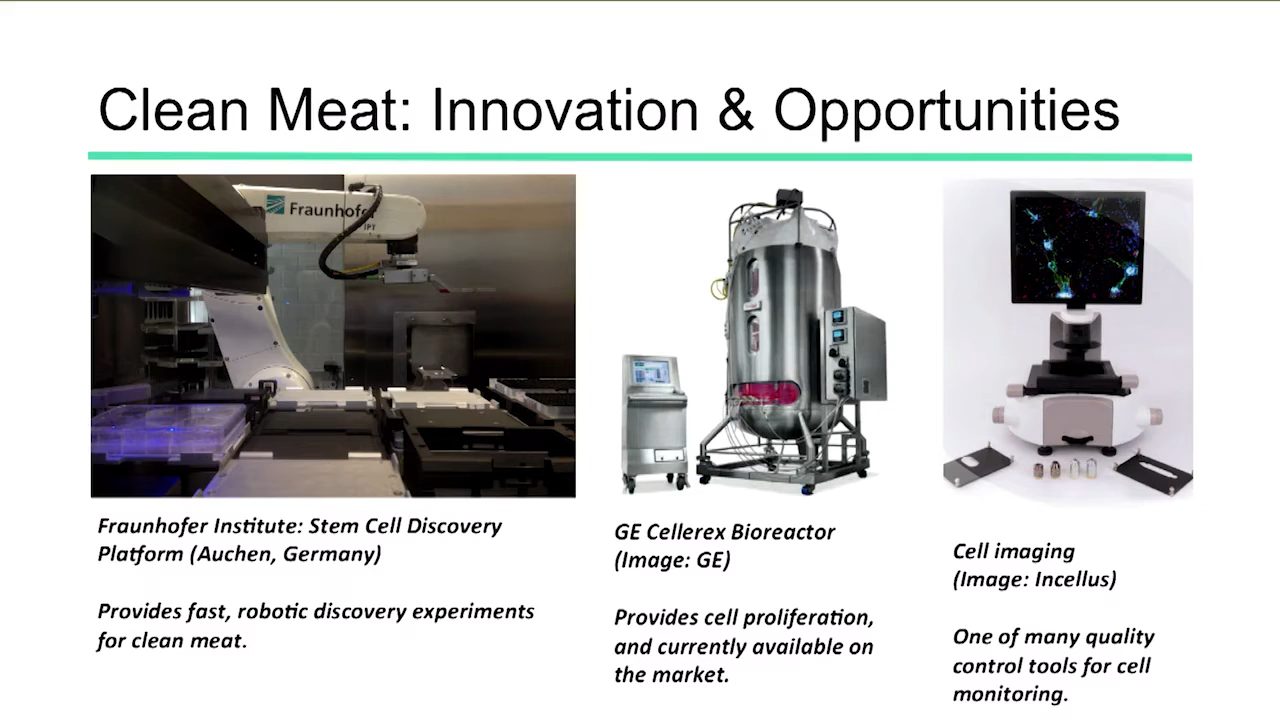 Clean Meat: Innovation & Opportunities
Fraunhofer
IPT
Fraunhofer Institute: Stem Cell Discovery
Platform (Auchen, Germany)
Provides fast, robotic discovery experiments
for clean meat.
GE Cellerex Bioreactor
(Image: GE)
Provides cell proliferation,
and currently available on
the market.
Cell imaging
(Image: Incellus)
One of many quality
control tools for cell
monitoring.